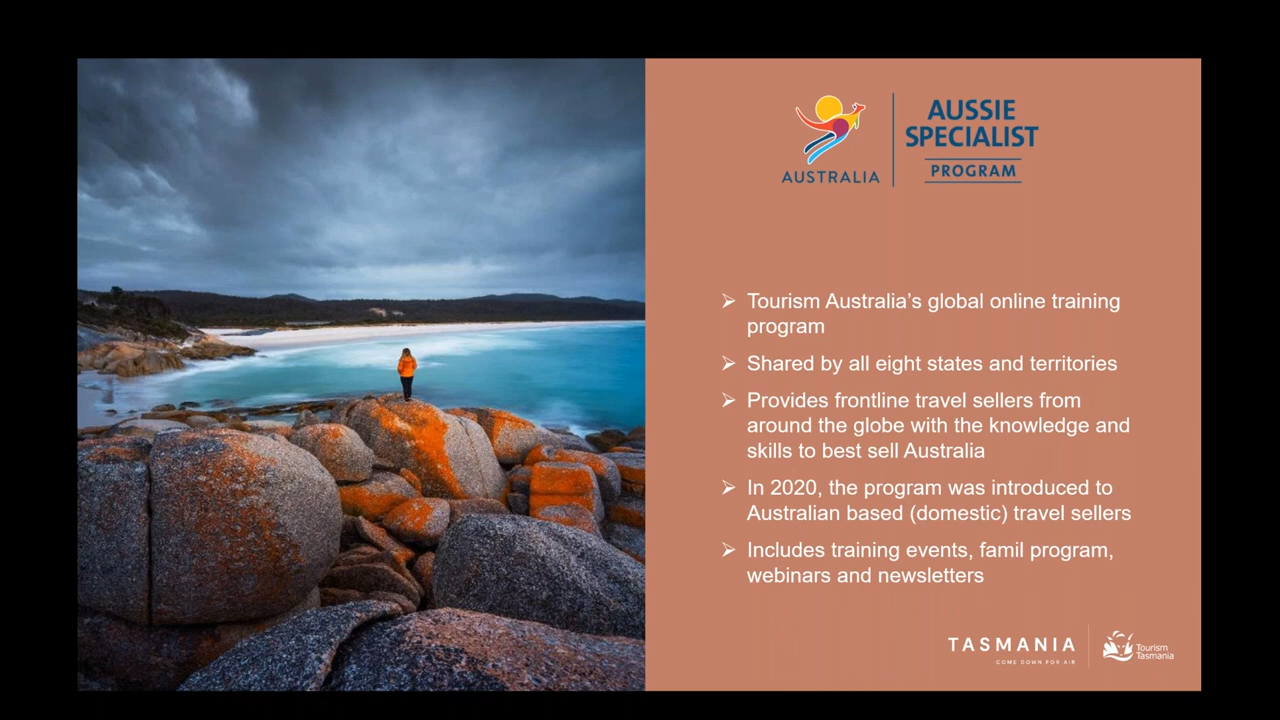 AUSTRALIA
AUSSIE
SPECIALIST
PROGRAM
Tourism Australia’s global online training
program
Shared by all eight states and territories
Provides frontline travel sellers from
around the globe with the knowledge and
skills to best sell Australia
In 2020, the program was introduced to
Australian based (domestic) travel sellers
Includes training events, famil program,
webinars and newsletters
TASMANIA
COME DOWN FOR AIR
Tourism
Tasmania